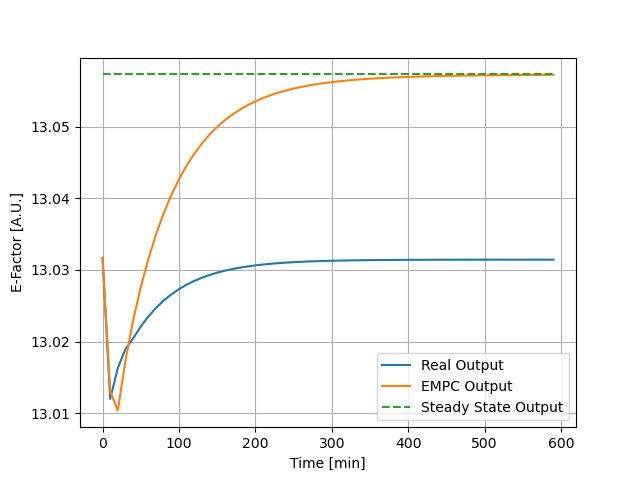 13.05
13.04
13.03
13.02
13.01
E-Factor [A.U.]
Real Output
EMPC Output
Steady State Output
0
100
200
300
400
500
600
Time [min]